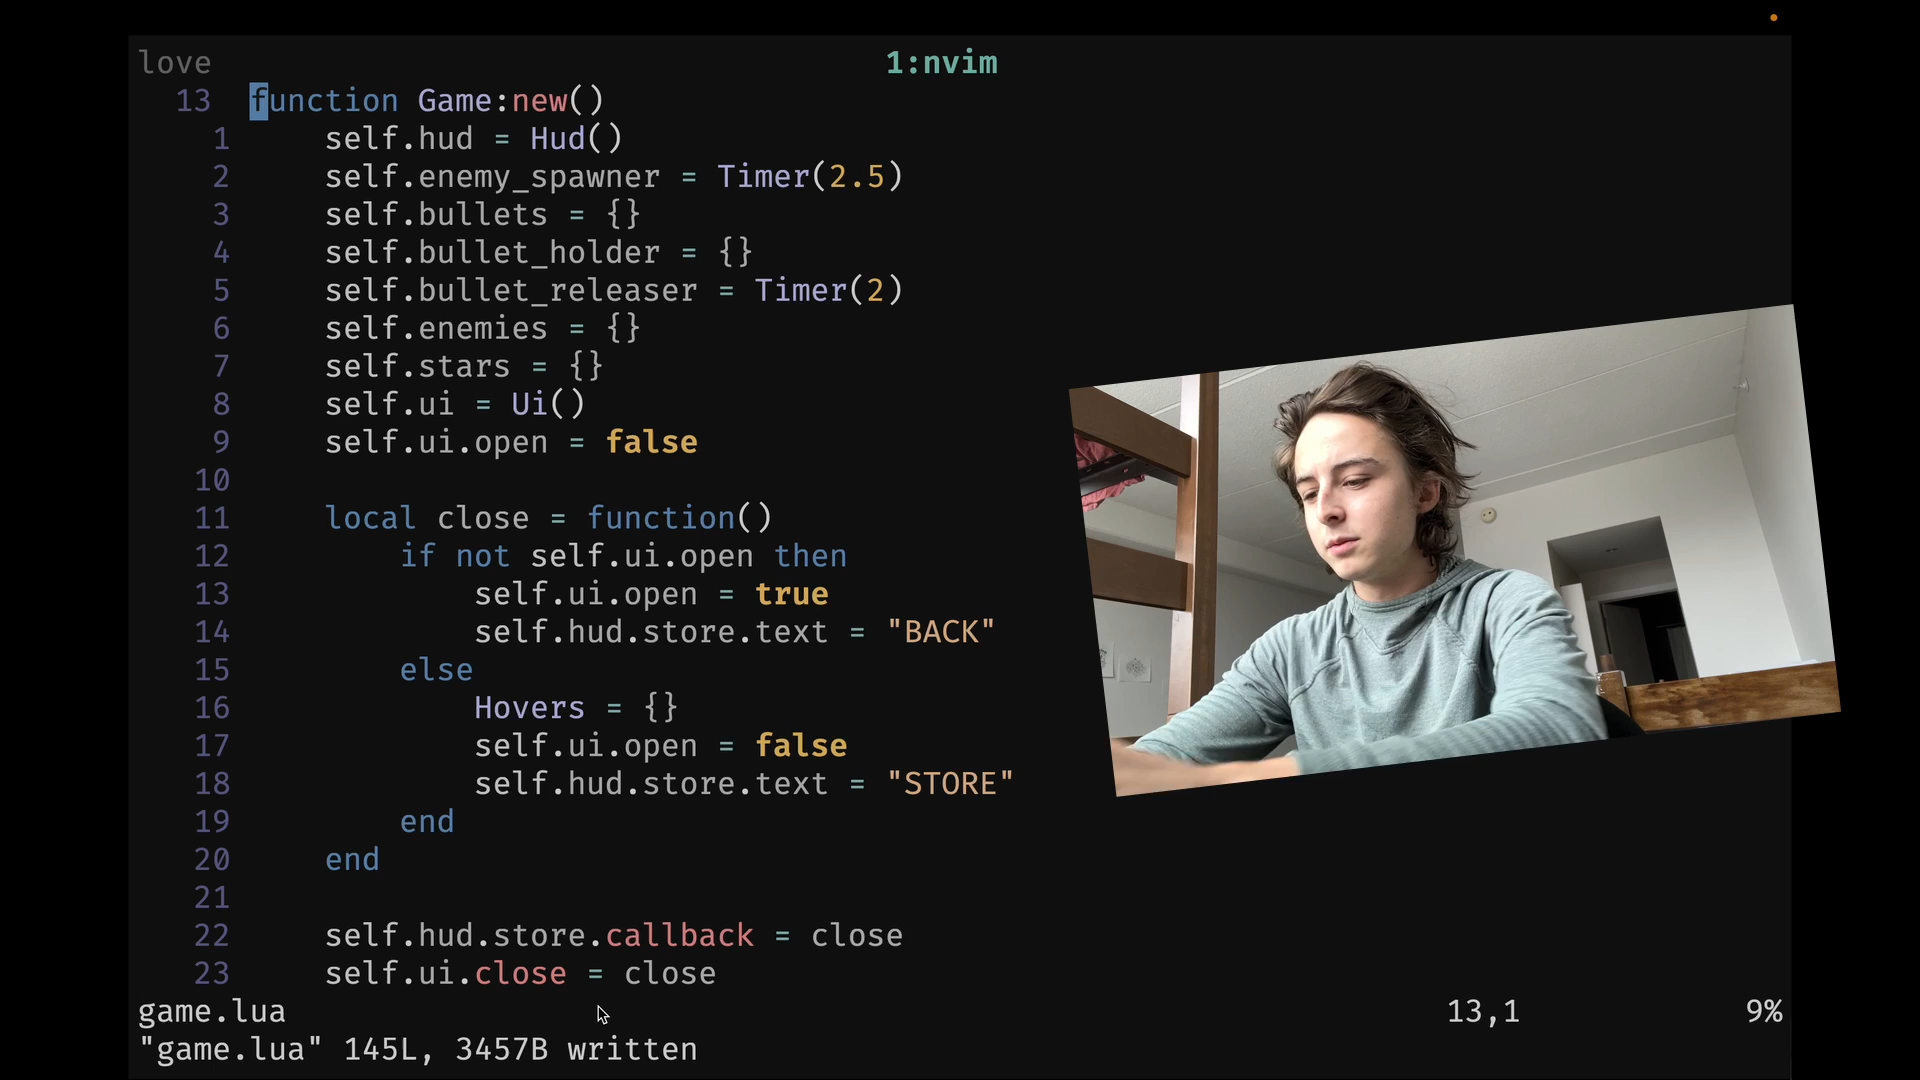 love 1:nvim
13 function Game:new()
1 self.hud = Hud()
2 self.enemy_spawner = Timer(2.5)
3 self.bullets = {}
4 self.bullet_holder = {}
5 self.bullet_releaser = Timer(2)
6 self.enemies = {}
7 self.stars = {}
8 self.ui = Ui()
9 self.ui.open = false
10
11 local close = function()
12 if not self.ui.open then
13 self.ui.open = true
14 self.hud.store.text = "BACK"
15 else
16 Hovers = {}
17 self.ui.open = false
18 self.hud.store.text = "STORE"
19 end
20 end
21
22 self.hud.store.callback = close
23 self.ui.close = close
game.lua 13,1 9%
"game.lua" 145L, 3457B written